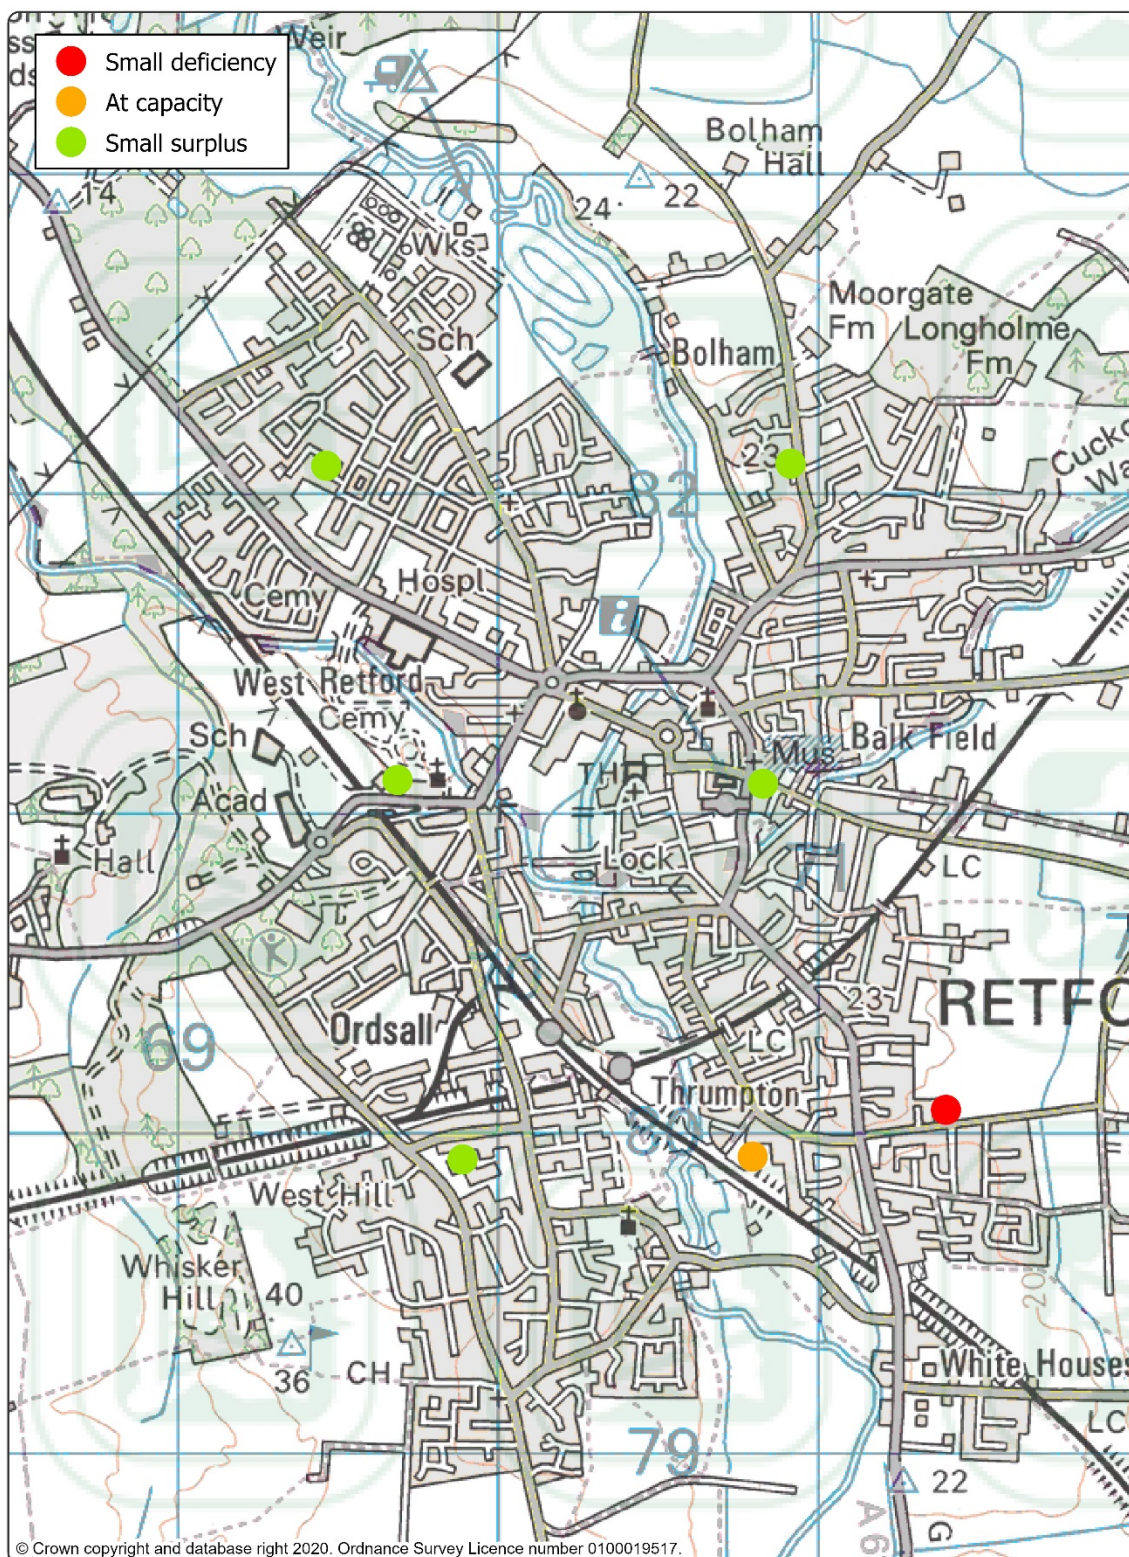 Small deficiency
At capacity
Small surplus
Weir
14
Bolham
Hall
22
24
Wks
Sch
Moorgate
Fm
Longholme
Fm
Bolham
23
82
Hospl
Cemy
West Retford
Cemy
Sch
Mus
Balk Field
TH
Acad
Hall
Lock
71
LC
RETFO
23
Ordsall
69
LC
Thrumpton
80
West Hill
Whisker
Hill
40
36
20
CH
White Houses
LC
79
22
A 6
G
© Crown copyright and database right 2020. Ordnance Survey Licence number 0100019517.